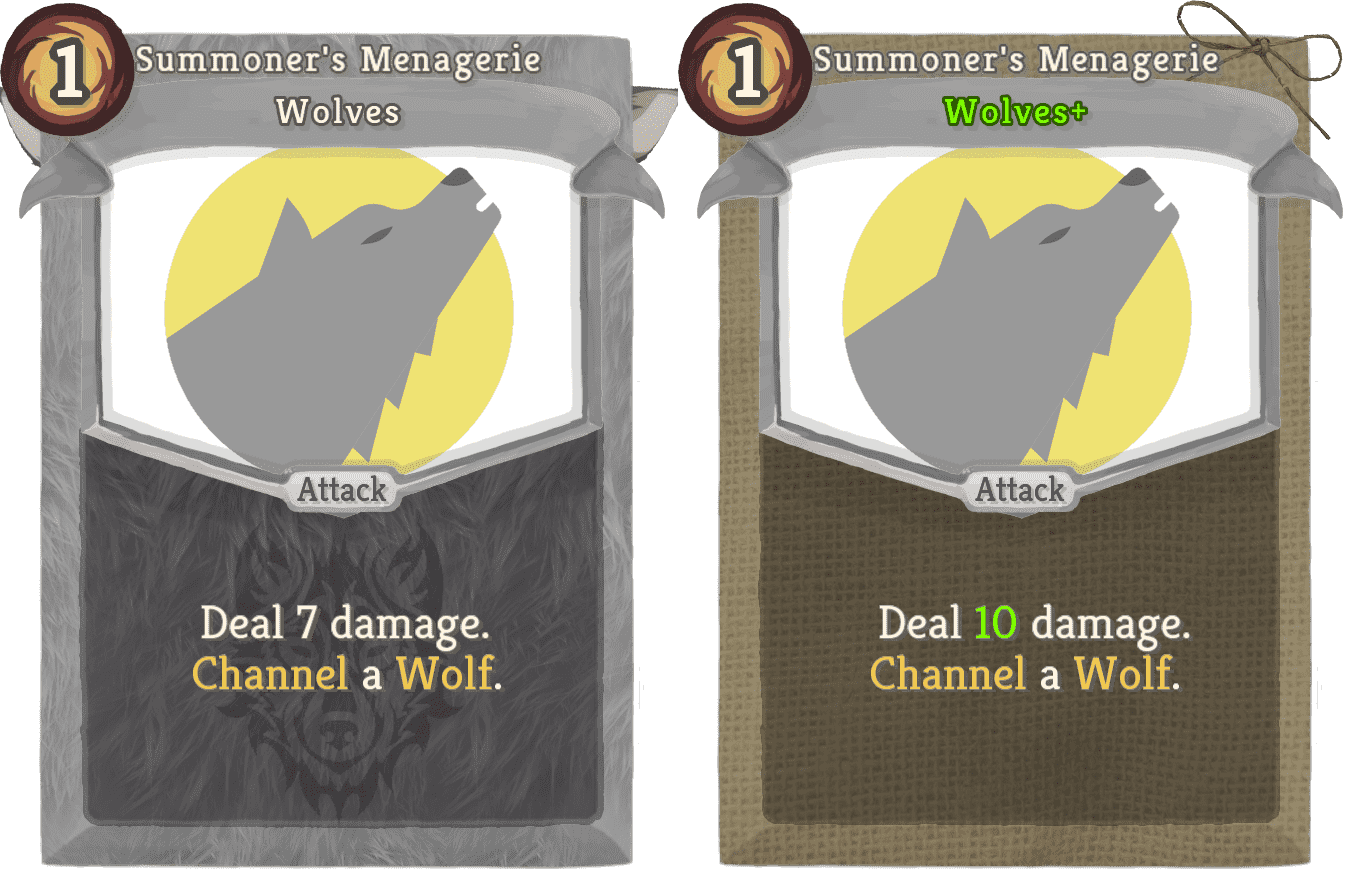 1
Summoner's Menagerie
Wolves
Attack
Deal 7 damage.
Channel a Wolf.
1
Summoner's Menagerie
Wolves+
Attack
Deal 10 damage.
Channel a Wolf.